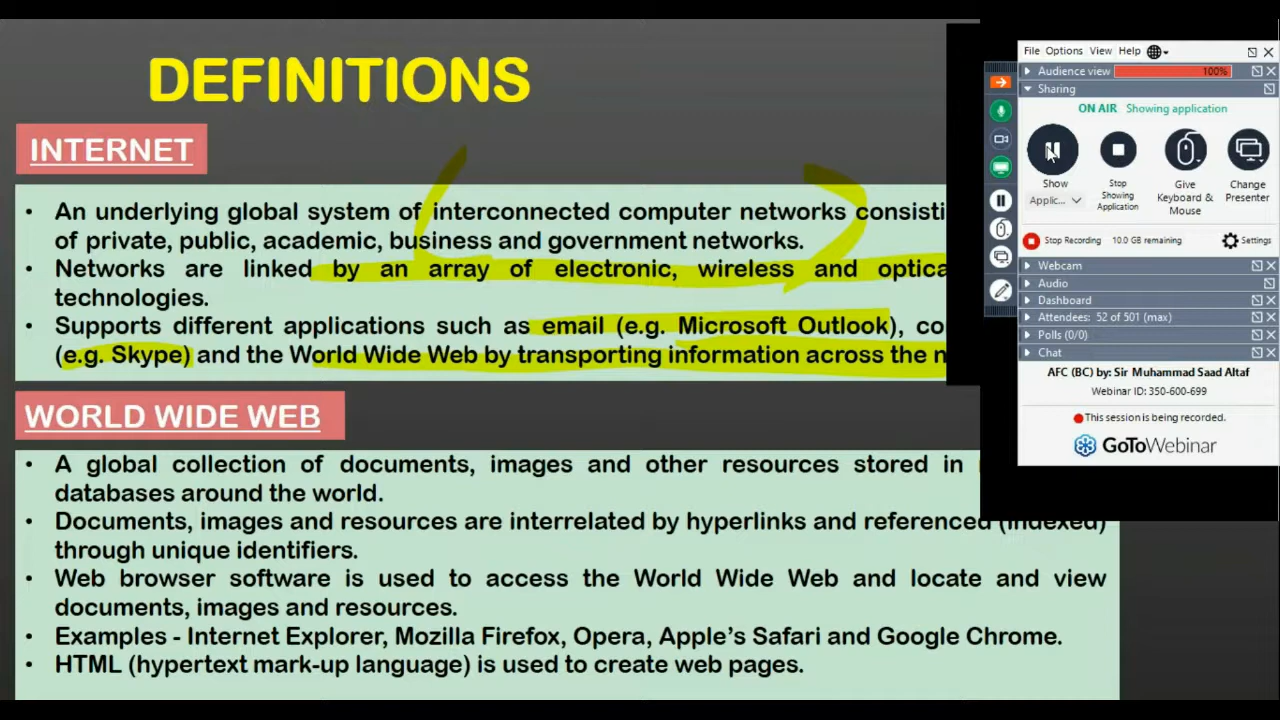 DEFINITIONS
INTERNET
• An underlying global system of interconnected computer networks
of private, public, academic, business and government networks.
• Networks are linked by an array of electronic, wireless and
technologies.
• Supports different applications such as email (e.g. Microsoft Outlook),
(e.g. Skype) and the World Wide Web by transporting information across the
WORLD WIDE WEB
• A global collection of documents, images and other resources stored in
databases around the world.
• Documents, images and resources are interrelated by hyperlinks and referenced (indexed)
through unique identifiers.
• Web browser software is used to access the World Wide Web and locate and view
documents, images and resources.
• Examples - Internet Explorer, Mozilla Firefox, Opera, Apple's Safari and Google Chrome.
• HTML (hypertext mark-up language) is used to create web pages.
File Options View Help
Audience view 100%
Sharing
ON AIR Showing application
Show
Applic...
Stop
Showing
Application
Give
Keyboard &
Mouse
Change
Presenter
Stop Recording 10.0 GB remaining Settings
Webcam
Audio
Dashboard
Attendees: 52 of 501 (max)
Polls (0/0)
Chat
AFC (BC) by: Sir Muhammad Saad Altaf
Webinar ID: 350-600-699
This session is being recorded.
GoToWebinar